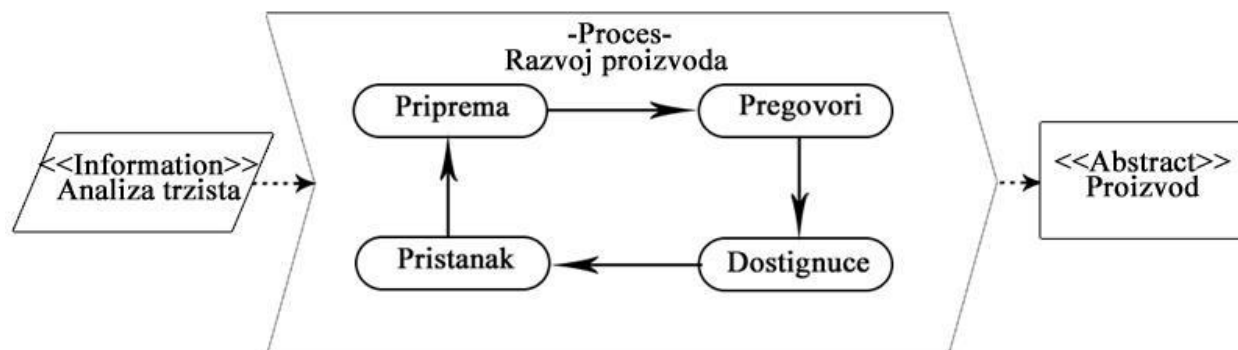 -Proces-
Razvoj proizvoda
Priprema
Pregovori
<<Information>>
Analiza trzista
<<Abstract>>
Proizvod
Pristanak
Dostignuce